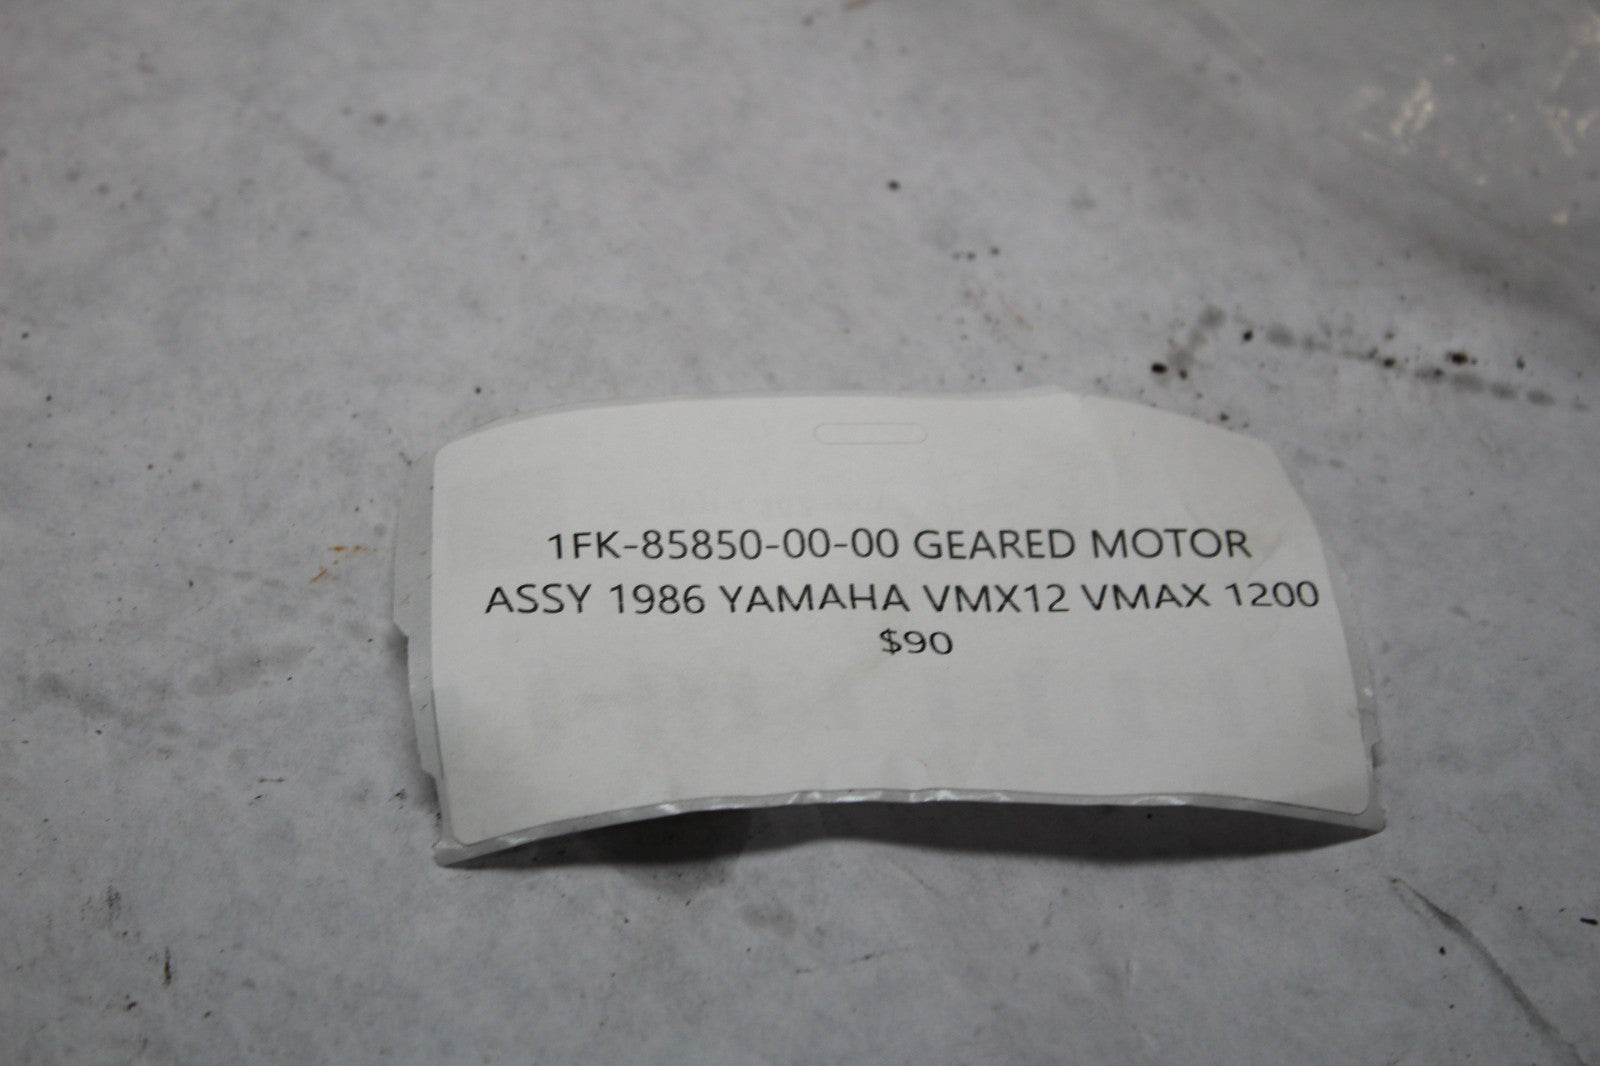 1FK-85850-00-00 GEARED MOTOR
ASSY 1986 YAMAHA VMX12 VMAX 1200
$90